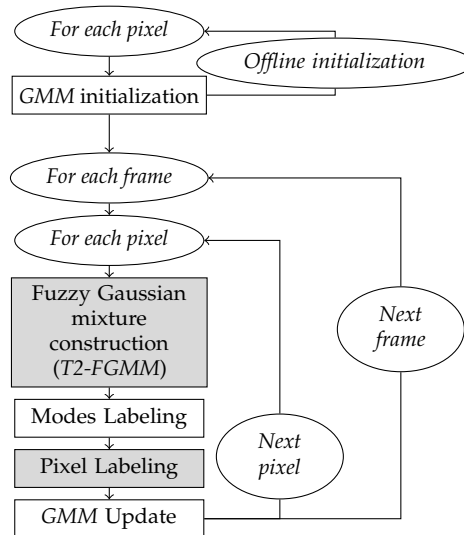 For each pixel
Offline initialization
GMM initialization
For each frame
For each pixel
Fuzzy Gaussian
mixture
construction
(T2-FGMM)
Next
frame
Modes Labeling
Next
pixel
Pixel Labeling
GMM Update